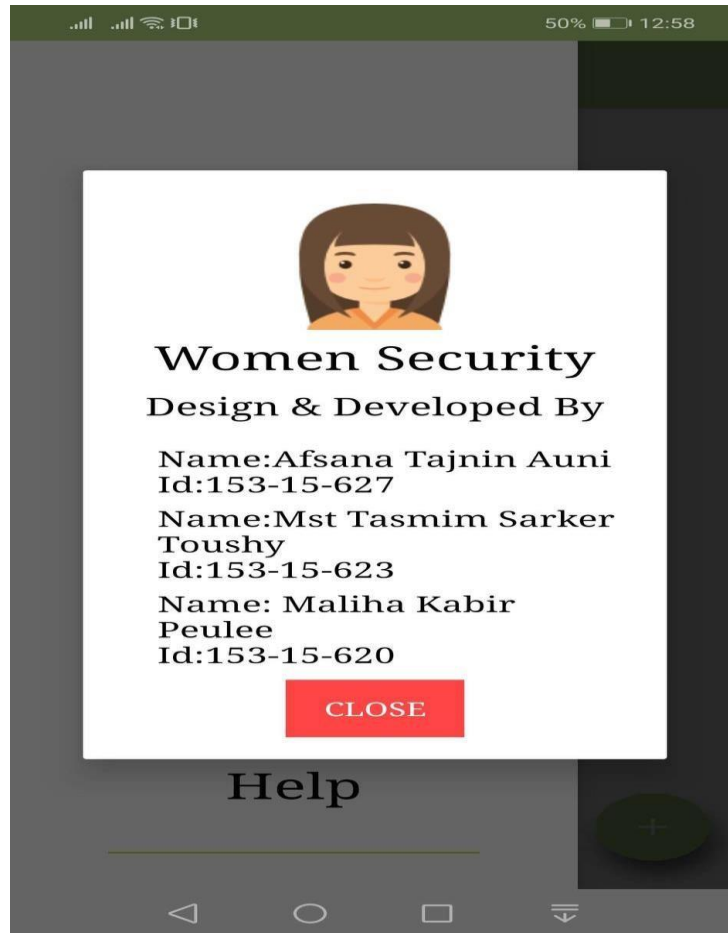 50% 12:58
Women Security
Design & Developed By
Name:Afsana Tajnin Auni
Id:153-15-627
Name:Mst Tasmim Sarker
Toushy
Id:153-15-623
Name: Maliha Kabir
Peulee
Id:153-15-620
CLOSE
Help
+